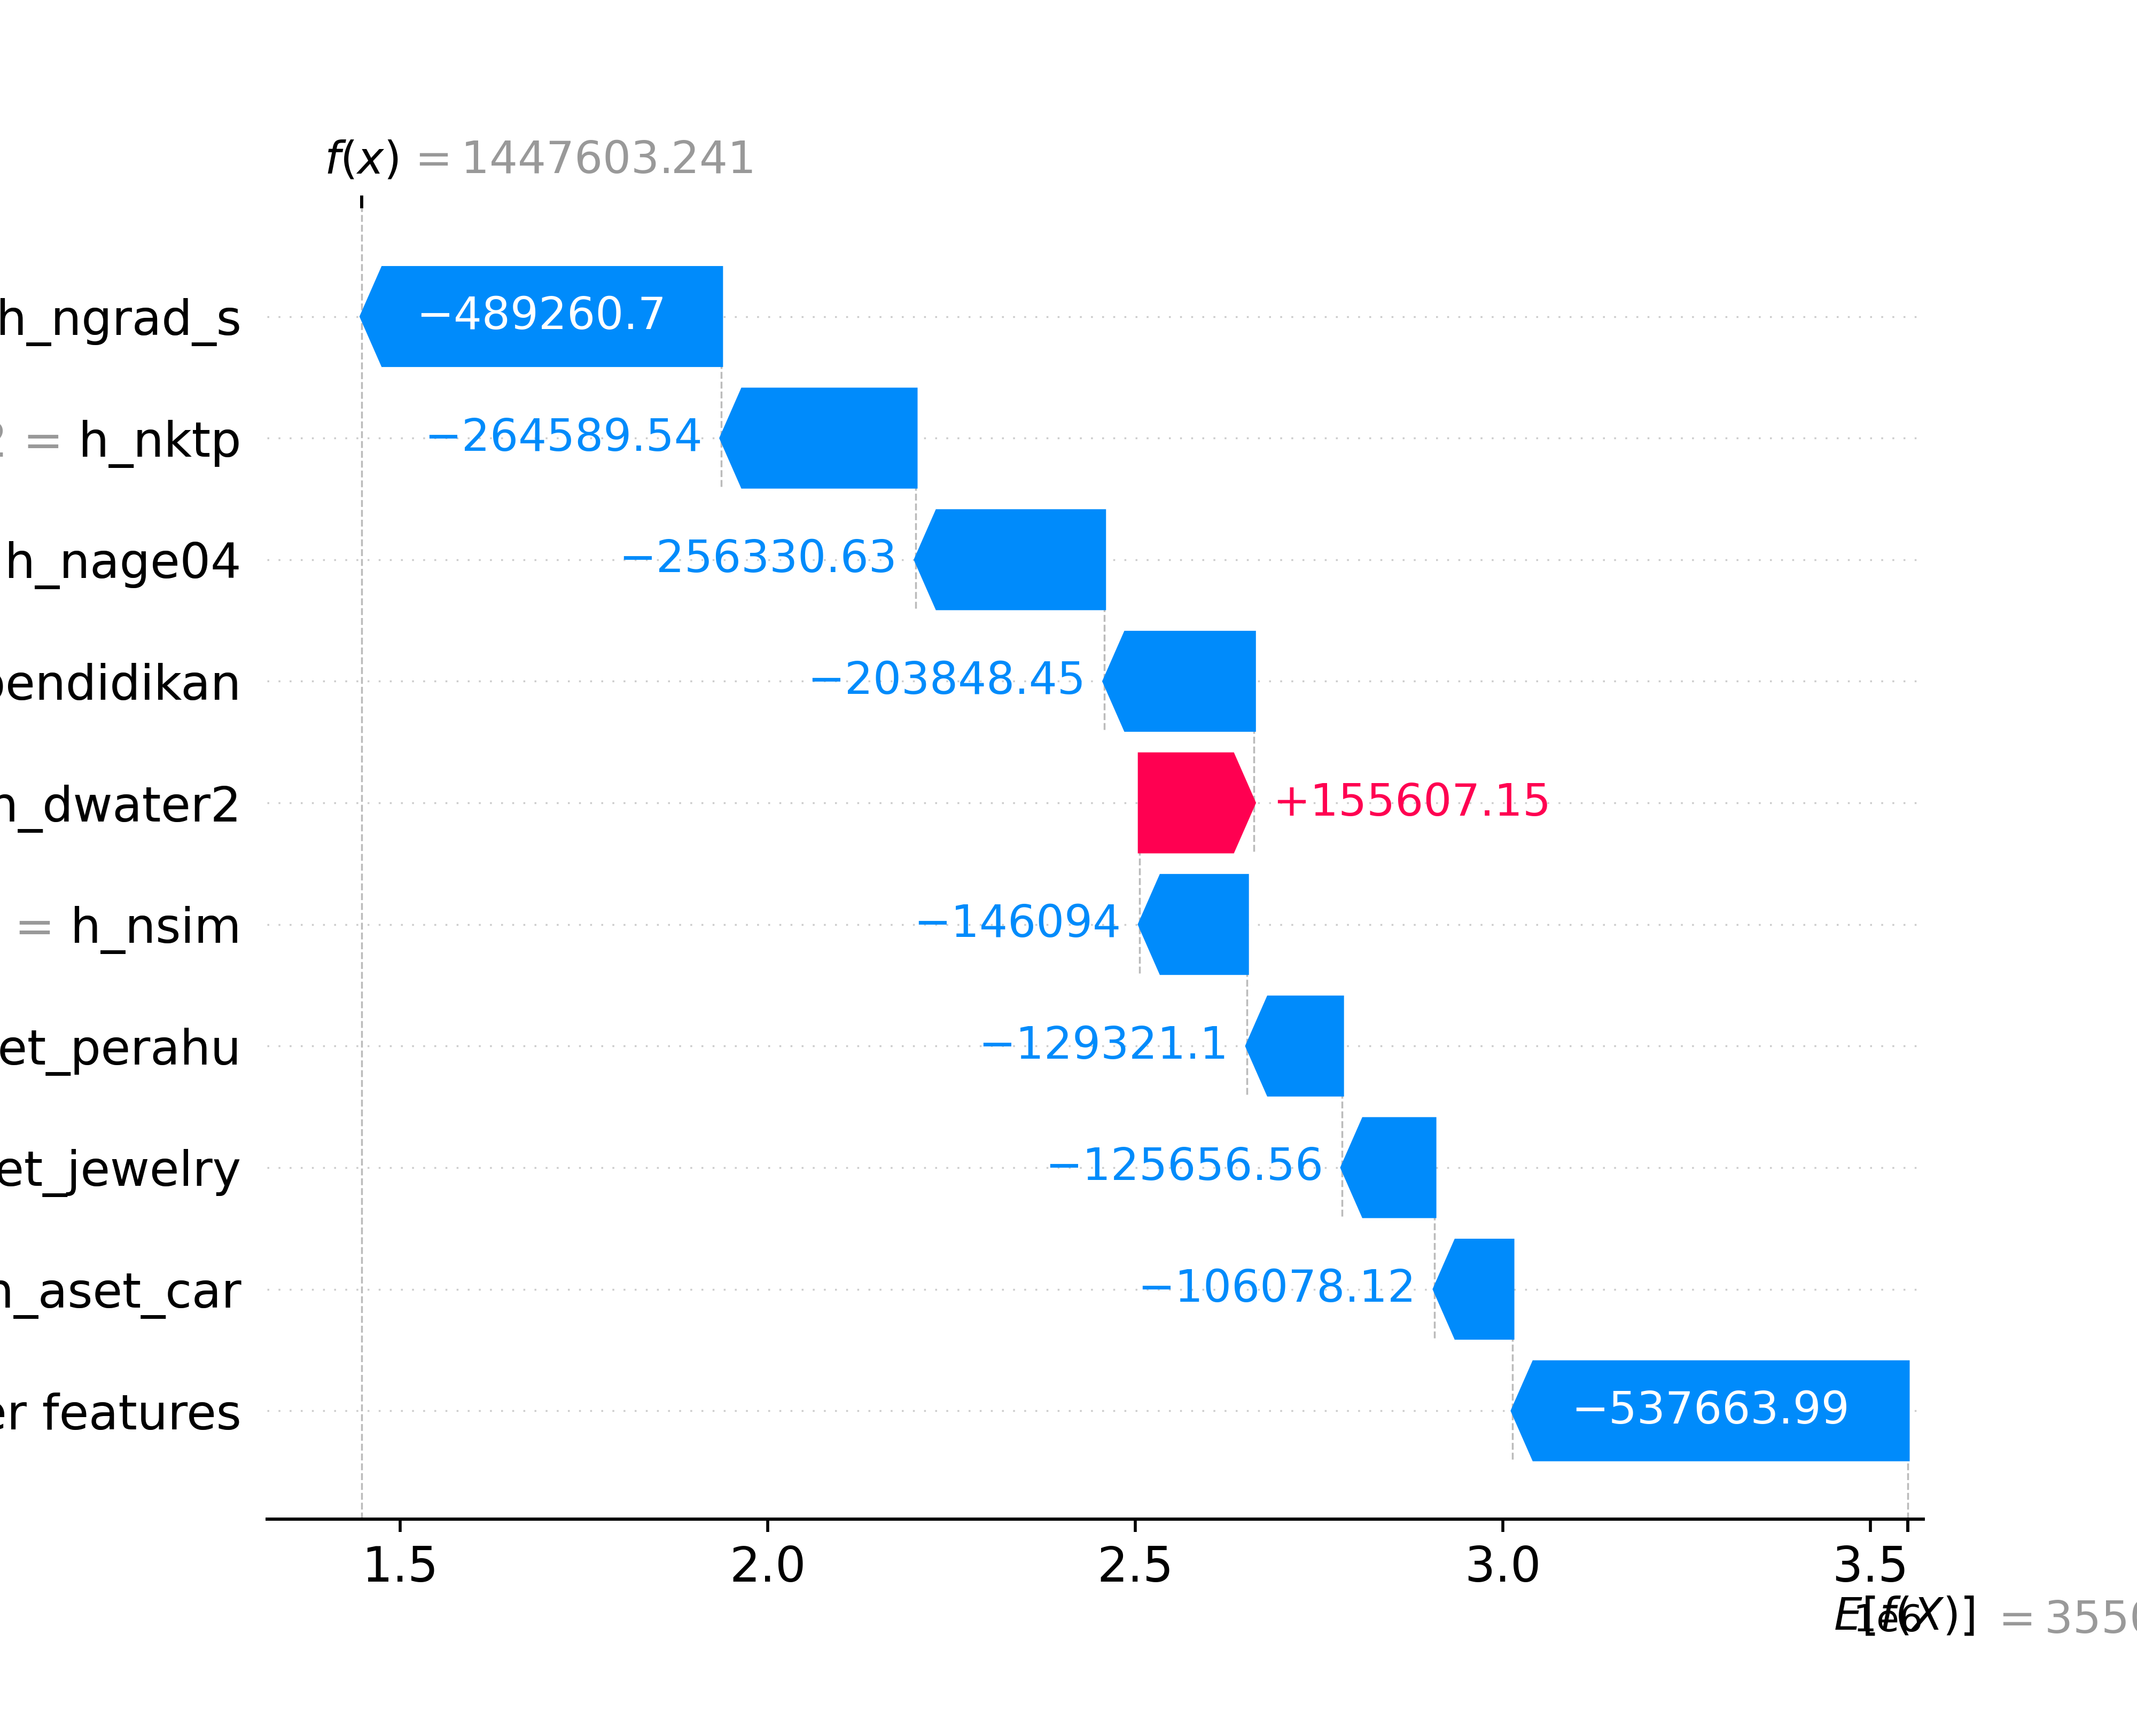 f(x) = 1447603.241
h_ngrad_s −489260.7
= h_nktp −264589.54
h_nage04 −256330.63
pendidikan −203848.45
h_dwater2 +155607.15
= h_nsim −146094
et_perahu −129321.1
et_jewelry −125656.56
h_aset_car −106078.12
er features −537663.99
1.5 2.0 2.5 3.0 3.5
E[f(X)] = 3550
1e6